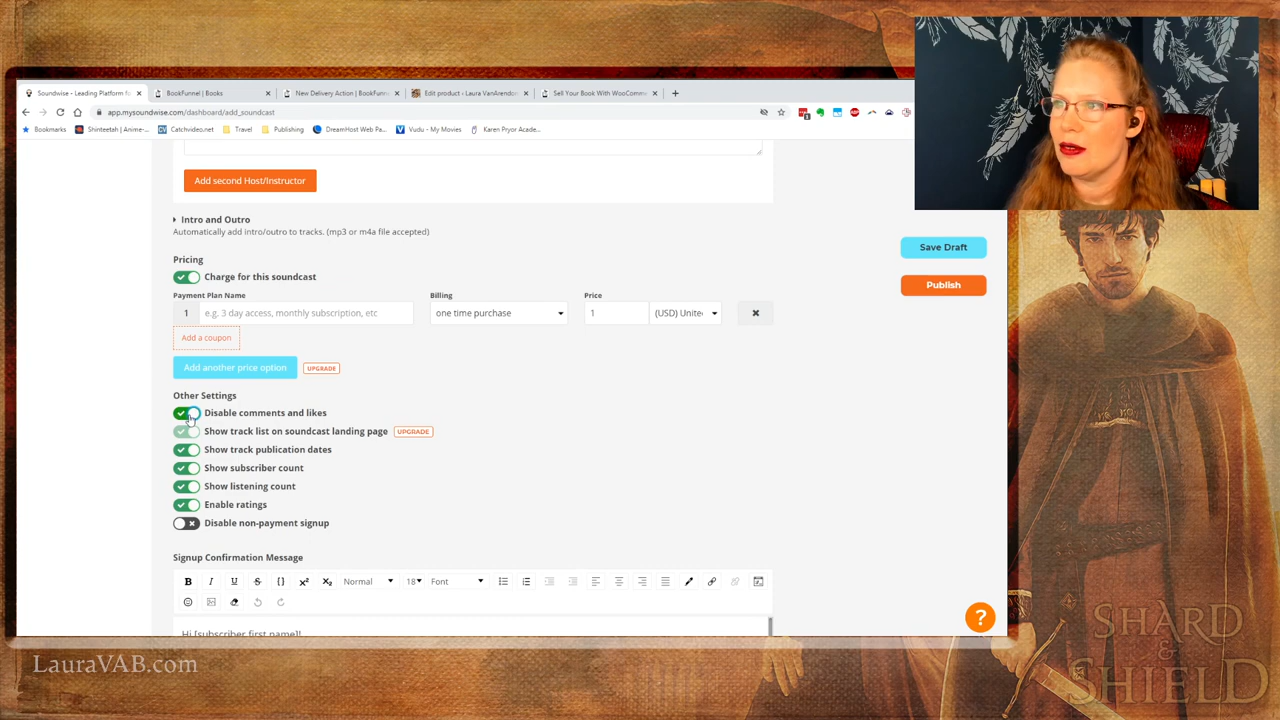 Soundwise - Leading Platform fo
BookFunnel | Books
New Delivery Action | BookFunn
Edit product ‹ Laura VanArendon
Sell Your Book With WooComme
app.mysoundwise.com/dashboard/add_soundcast
Bookmarks
Shinteetah | Anime-...
Catchvideo.net
Travel
Publishing
DreamHost Web Pa...
Vudu - My Movies
Karen Pryor Acade...
Add second Host/Instructor
Intro and Outro
Automatically add intro/outro to tracks. (mp3 or m4a file accepted)
Save Draft
Publish
Pricing
Charge for this soundcast
Payment Plan Name
Billing
Price
1
e.g. 3 day access, monthly subscription, etc
one time purchase
1
(USD) Unite
Add a coupon
Add another price option
UPGRADE
Other Settings
Disable comments and likes
Show track list on soundcast landing page
UPGRADE
Show track publication dates
Show subscriber count
Show listening count
Enable ratings
Disable non-payment signup
Signup Confirmation Message
Normal
18
Font
Hi [subscriber first name]!
LauraVAB.com
SHARD
&
SHIELD